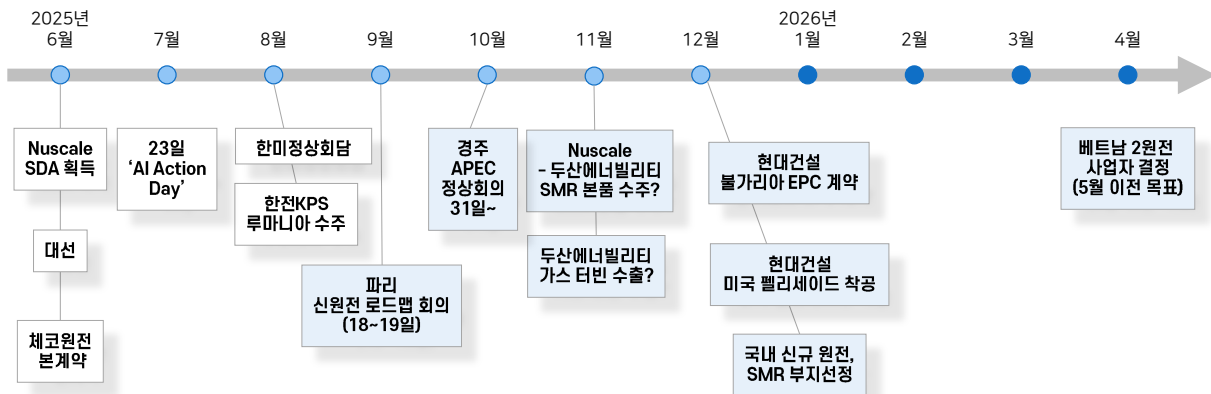 2025년
6월
7월
8월
9월
10월
11월
12월
2026년
1월
2월
3월
4월
Nuscale
SDA 획득
대선
체코원전
본계약
23일
‘AI Action
Day’
한미정상회담
한전KPS
루마니아 수주
파리
신원전 로드맵 회의
(18~19일)
경주
APEC
정상회의
31일~
Nuscale
- 두산에너빌리티
SMR 본품 수주?
두산에너빌리티
가스 터빈 수출?
현대건설
불가리아 EPC 계약
현대건설
미국 펠리세이드 착공
국내 신규 원전,
SMR 부지선정
베트남 2원전
사업자 결정
(5월 이전 목표)